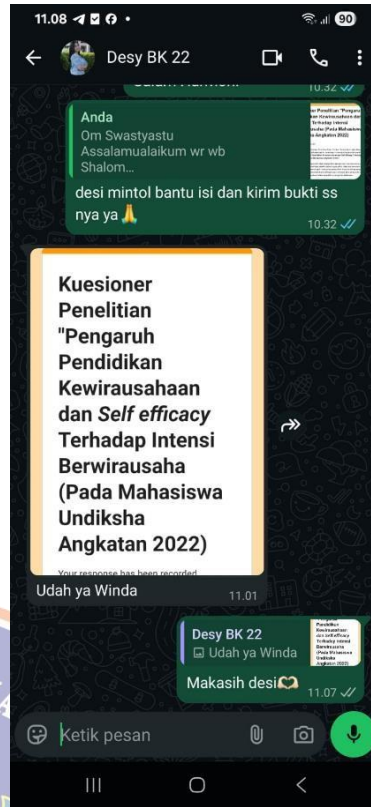 11.08
90
Desy BK 22
10.32
Anda
Om Swastyastu
Assalamualaikum wr wb
Shalom...
desi mintol bantu isi dan kirim bukti ss
nya ya🙏
10.32
Kuesioner
Penelitian
"Pengaruh
Pendidikan
Kewirausahaan
dan Self efficacy
Terhadap Intensi
Berwirausaha
(Pada Mahasiswa
Undiksha
Angkatan 2022)
Your response has been recorded
Udah ya Winda
11.01
Desy BK 22
Udah ya Winda
Makasih desi🫶
11.07
Ketik pesan